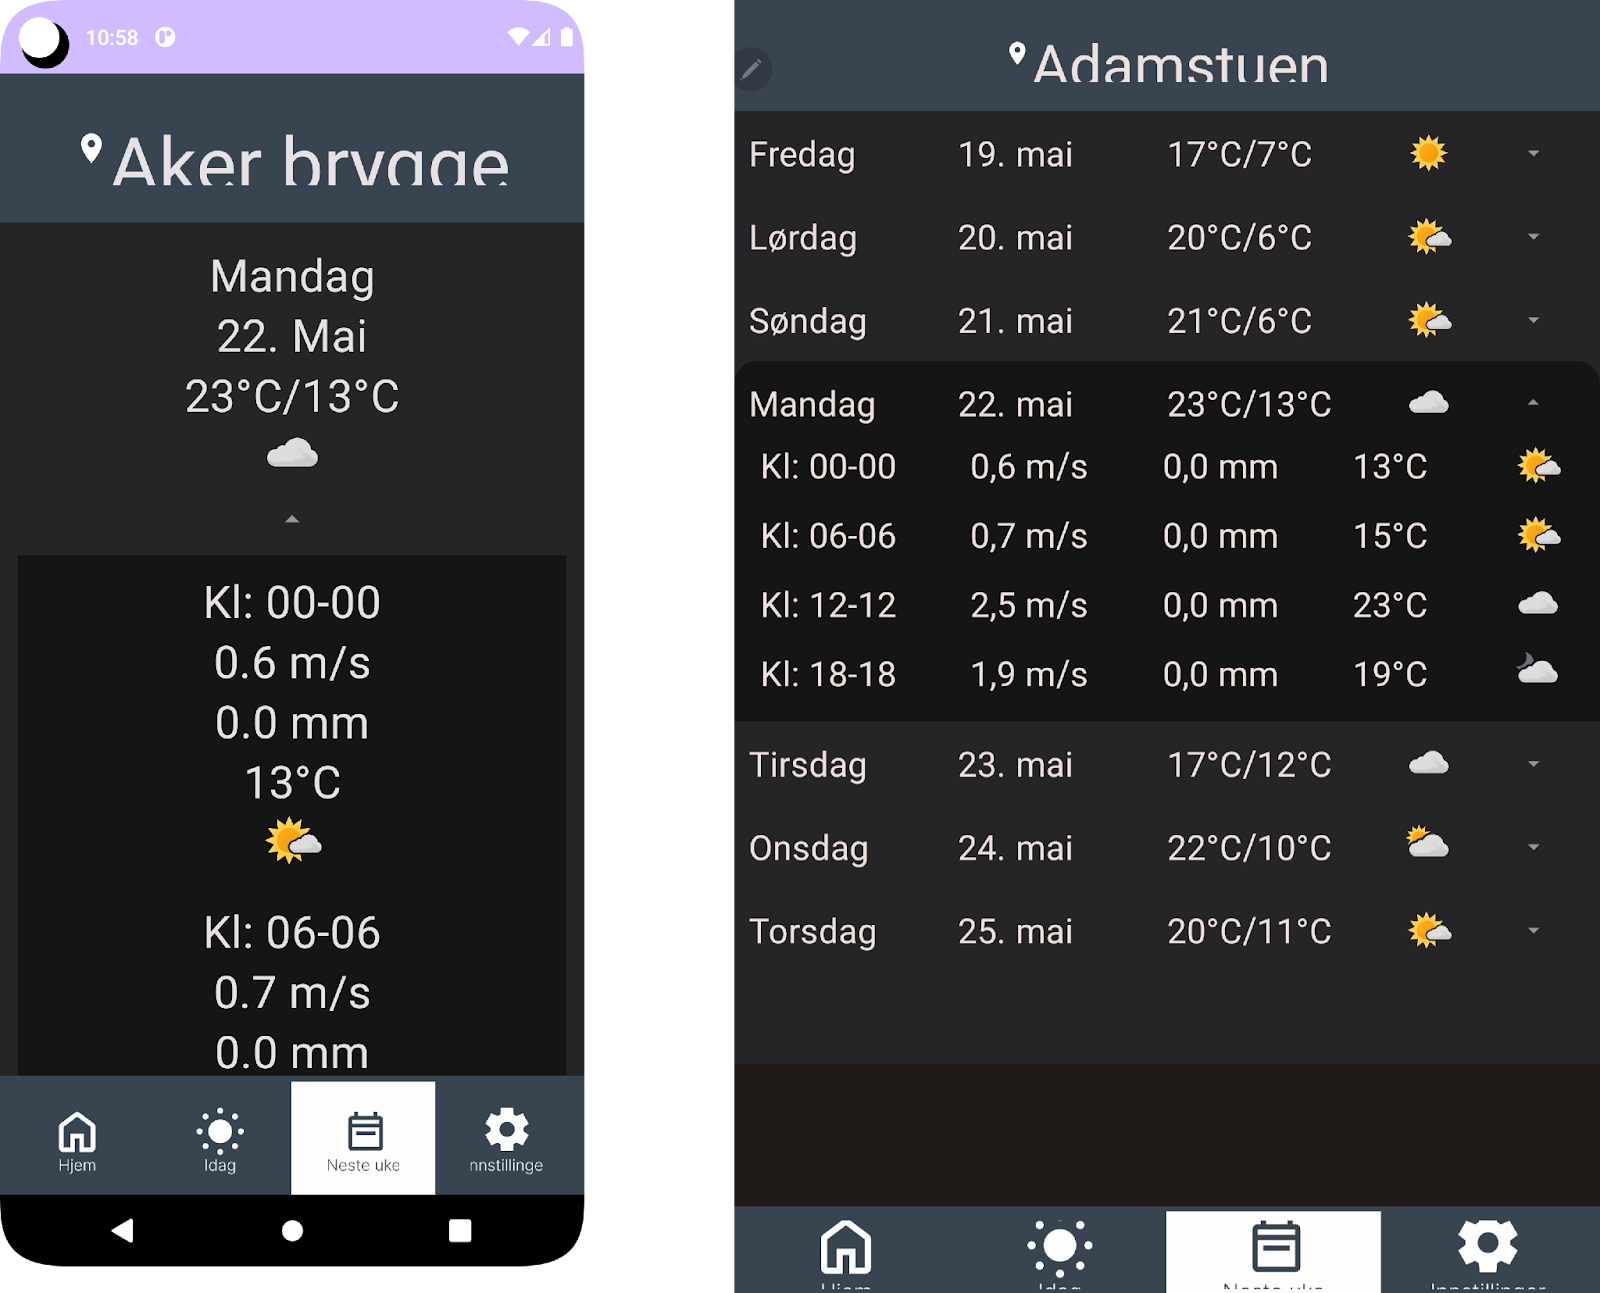 10:58
Aker brygge
Mandag
22. Mai
23°C/13°C
Kl: 00-00
0.6 m/s
0.0 mm
13°C
Kl: 06-06
0.7 m/s
0.0 mm
Hjem
Idag
Neste uke
nnstillinge
Adamstuen
Fredag 19. mai 17°C/7°C
Lørdag 20. mai 20°C/6°C
Søndag 21. mai 21°C/6°C
Mandag 22. mai 23°C/13°C
Kl: 00-00 0,6 m/s 0,0 mm 13°C
Kl: 06-06 0,7 m/s 0,0 mm 15°C
Kl: 12-12 2,5 m/s 0,0 mm 23°C
Kl: 18-18 1,9 m/s 0,0 mm 19°C
Tirsdag 23. mai 17°C/12°C
Onsdag 24. mai 22°C/10°C
Torsdag 25. mai 20°C/11°C
Hjem
Idag
Neste uke
Innstillinger